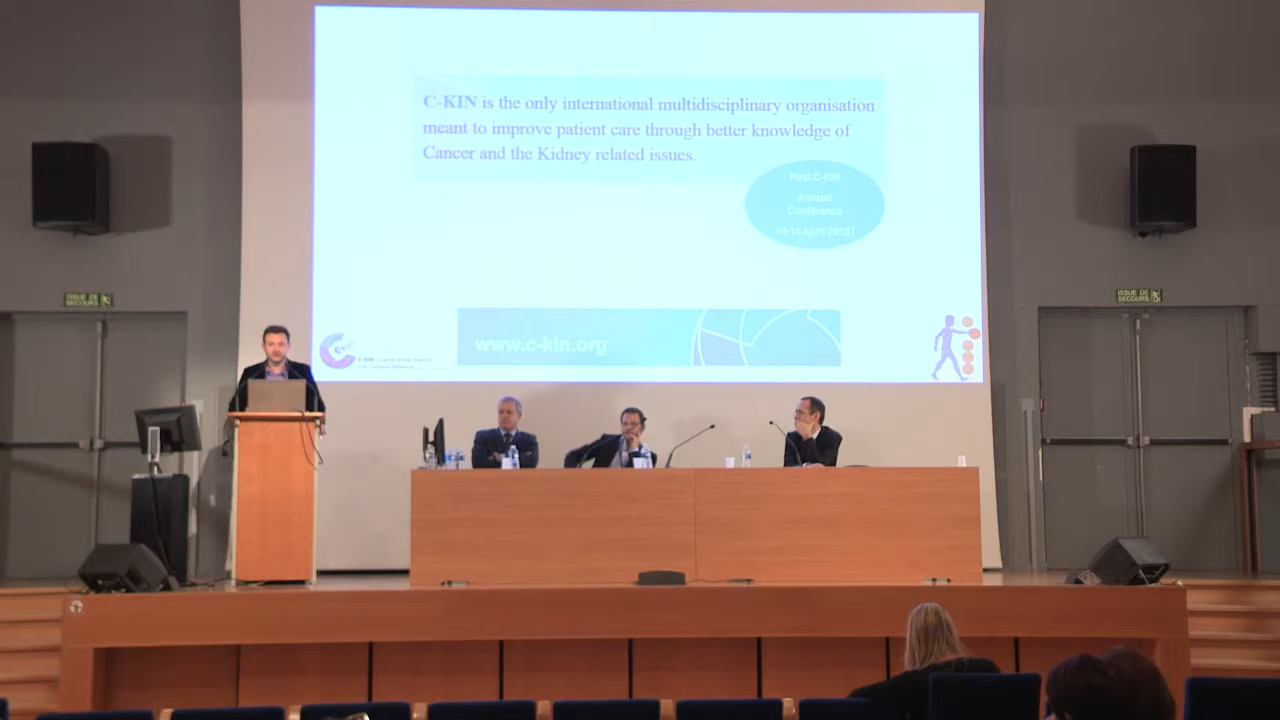 C-KIN is the only international multidisciplinary organisation
meant to improve patient care through better knowledge of
Cancer and the Kidney related issues.
First C-KIN
Annual
Conference
April
www.c-kin.org
ISSUE DE
SECOURS
ISSUE DE
SECOURS